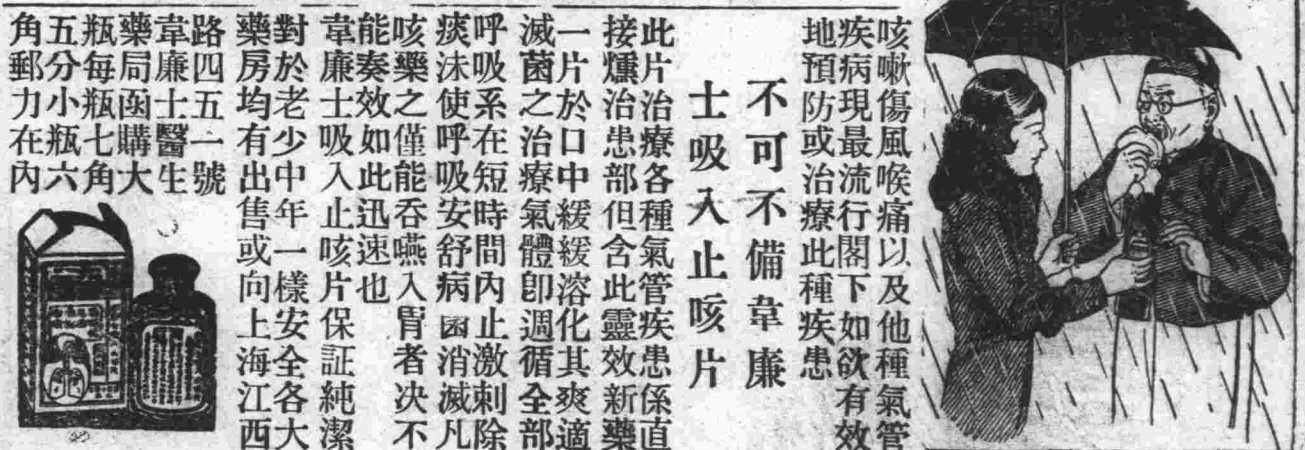 咳嗽傷風喉痛以及他種氣管
疾病現最流行閣下如欲有效
地預防或治療此種疾患
不可不備韋廉
士吸入止咳片
此片治療各種氣管疾患係直
接燻治患部但含此靈效新藥
一片於口中緩緩溶化其爽適
滅菌之治療氣體卽週循全部
呼吸系在短時間內止激刺除
痰沫使呼吸安舒病菌消滅凡
咳藥之僅能吞嚥入胃者决不
能奏效如此迅速也
韋廉士吸入止咳片保証純潔
對於老少中年一樣安全各大
藥房均有出售或向上海江西
路四五一號
韋廉士醫生
藥局函購大
瓶每瓶七角
五分小瓶六
角郵力在內